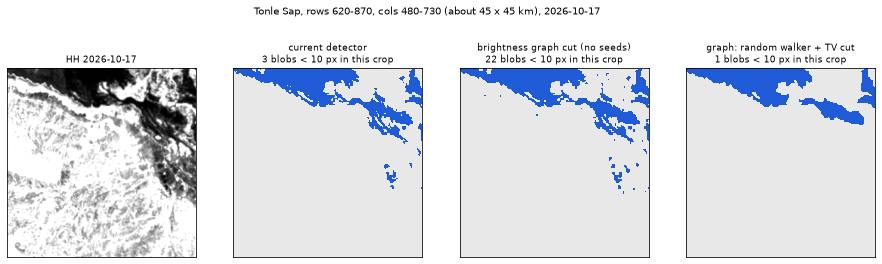 Tonle Sap, rows 620-870, cols 480-730 (about 45 x 45 km), 2026-10-17
HH 2026-10-17
current detector
3 blobs < 10 px in this crop
brightness graph cut (no seeds)
22 blobs < 10 px in this crop
graph: random walker + TV cut
1 blobs < 10 px in this crop